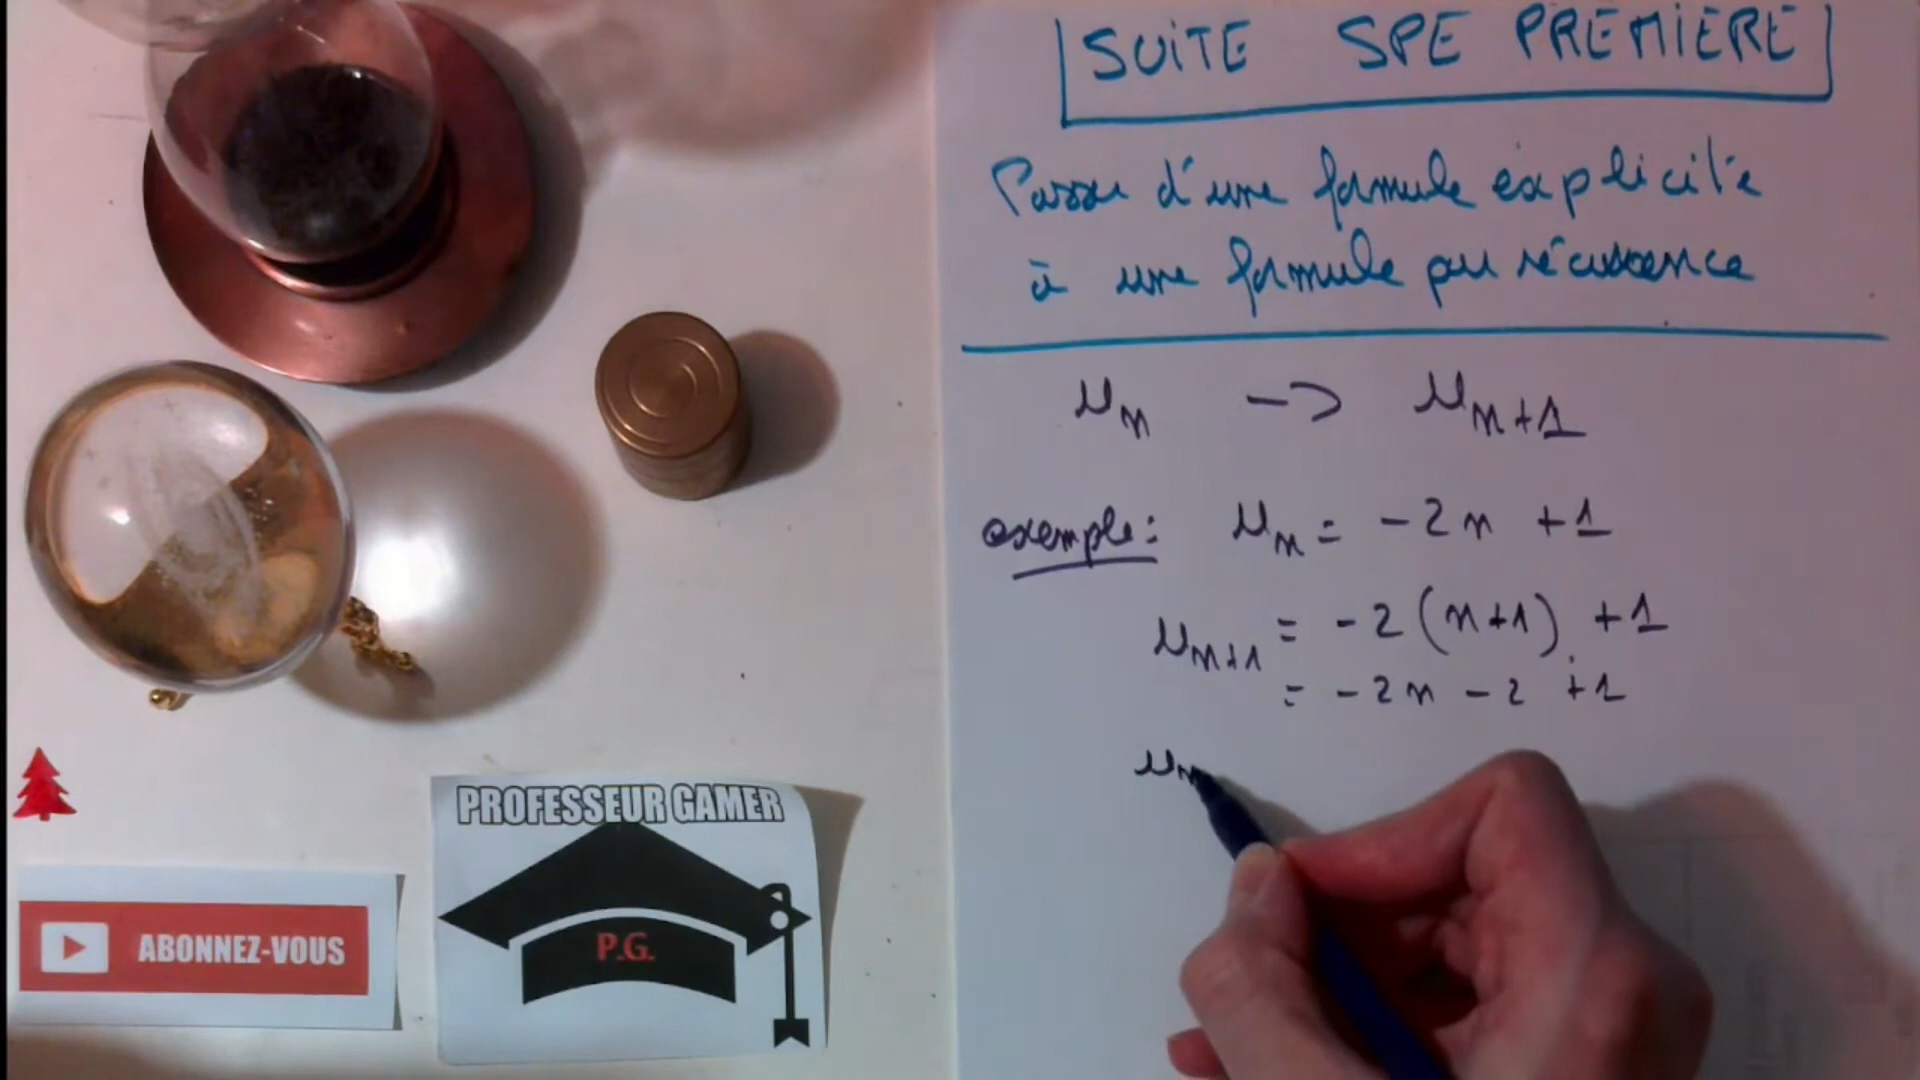 SUITE SPE PREMIERE
Passer d'une formule explicite
à une formule par récurrence
un -> un+1
exemple: un = -2n +1
un+1 = -2(n+1) +1
= -2n -2 +1
un
PROFESSEUR GAMER
P.G.
ABONNEZ-VOUS